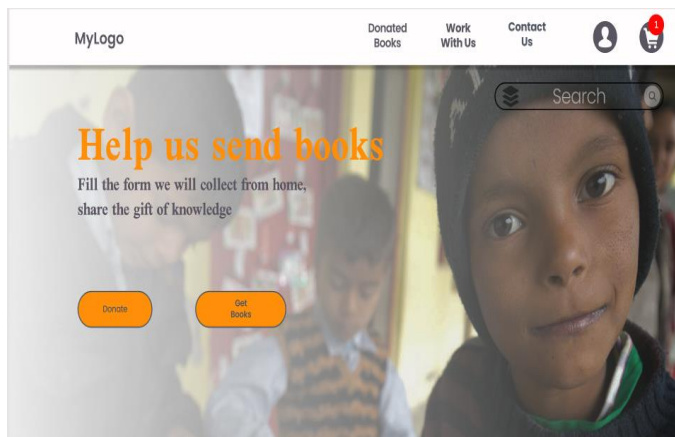 MyLogo
Donated
Books
Work
With Us
Contact
Us
1
Search
Help us send books
Fill the form we will collect from home,
share the gift of knowledge
Donate
Get
Books